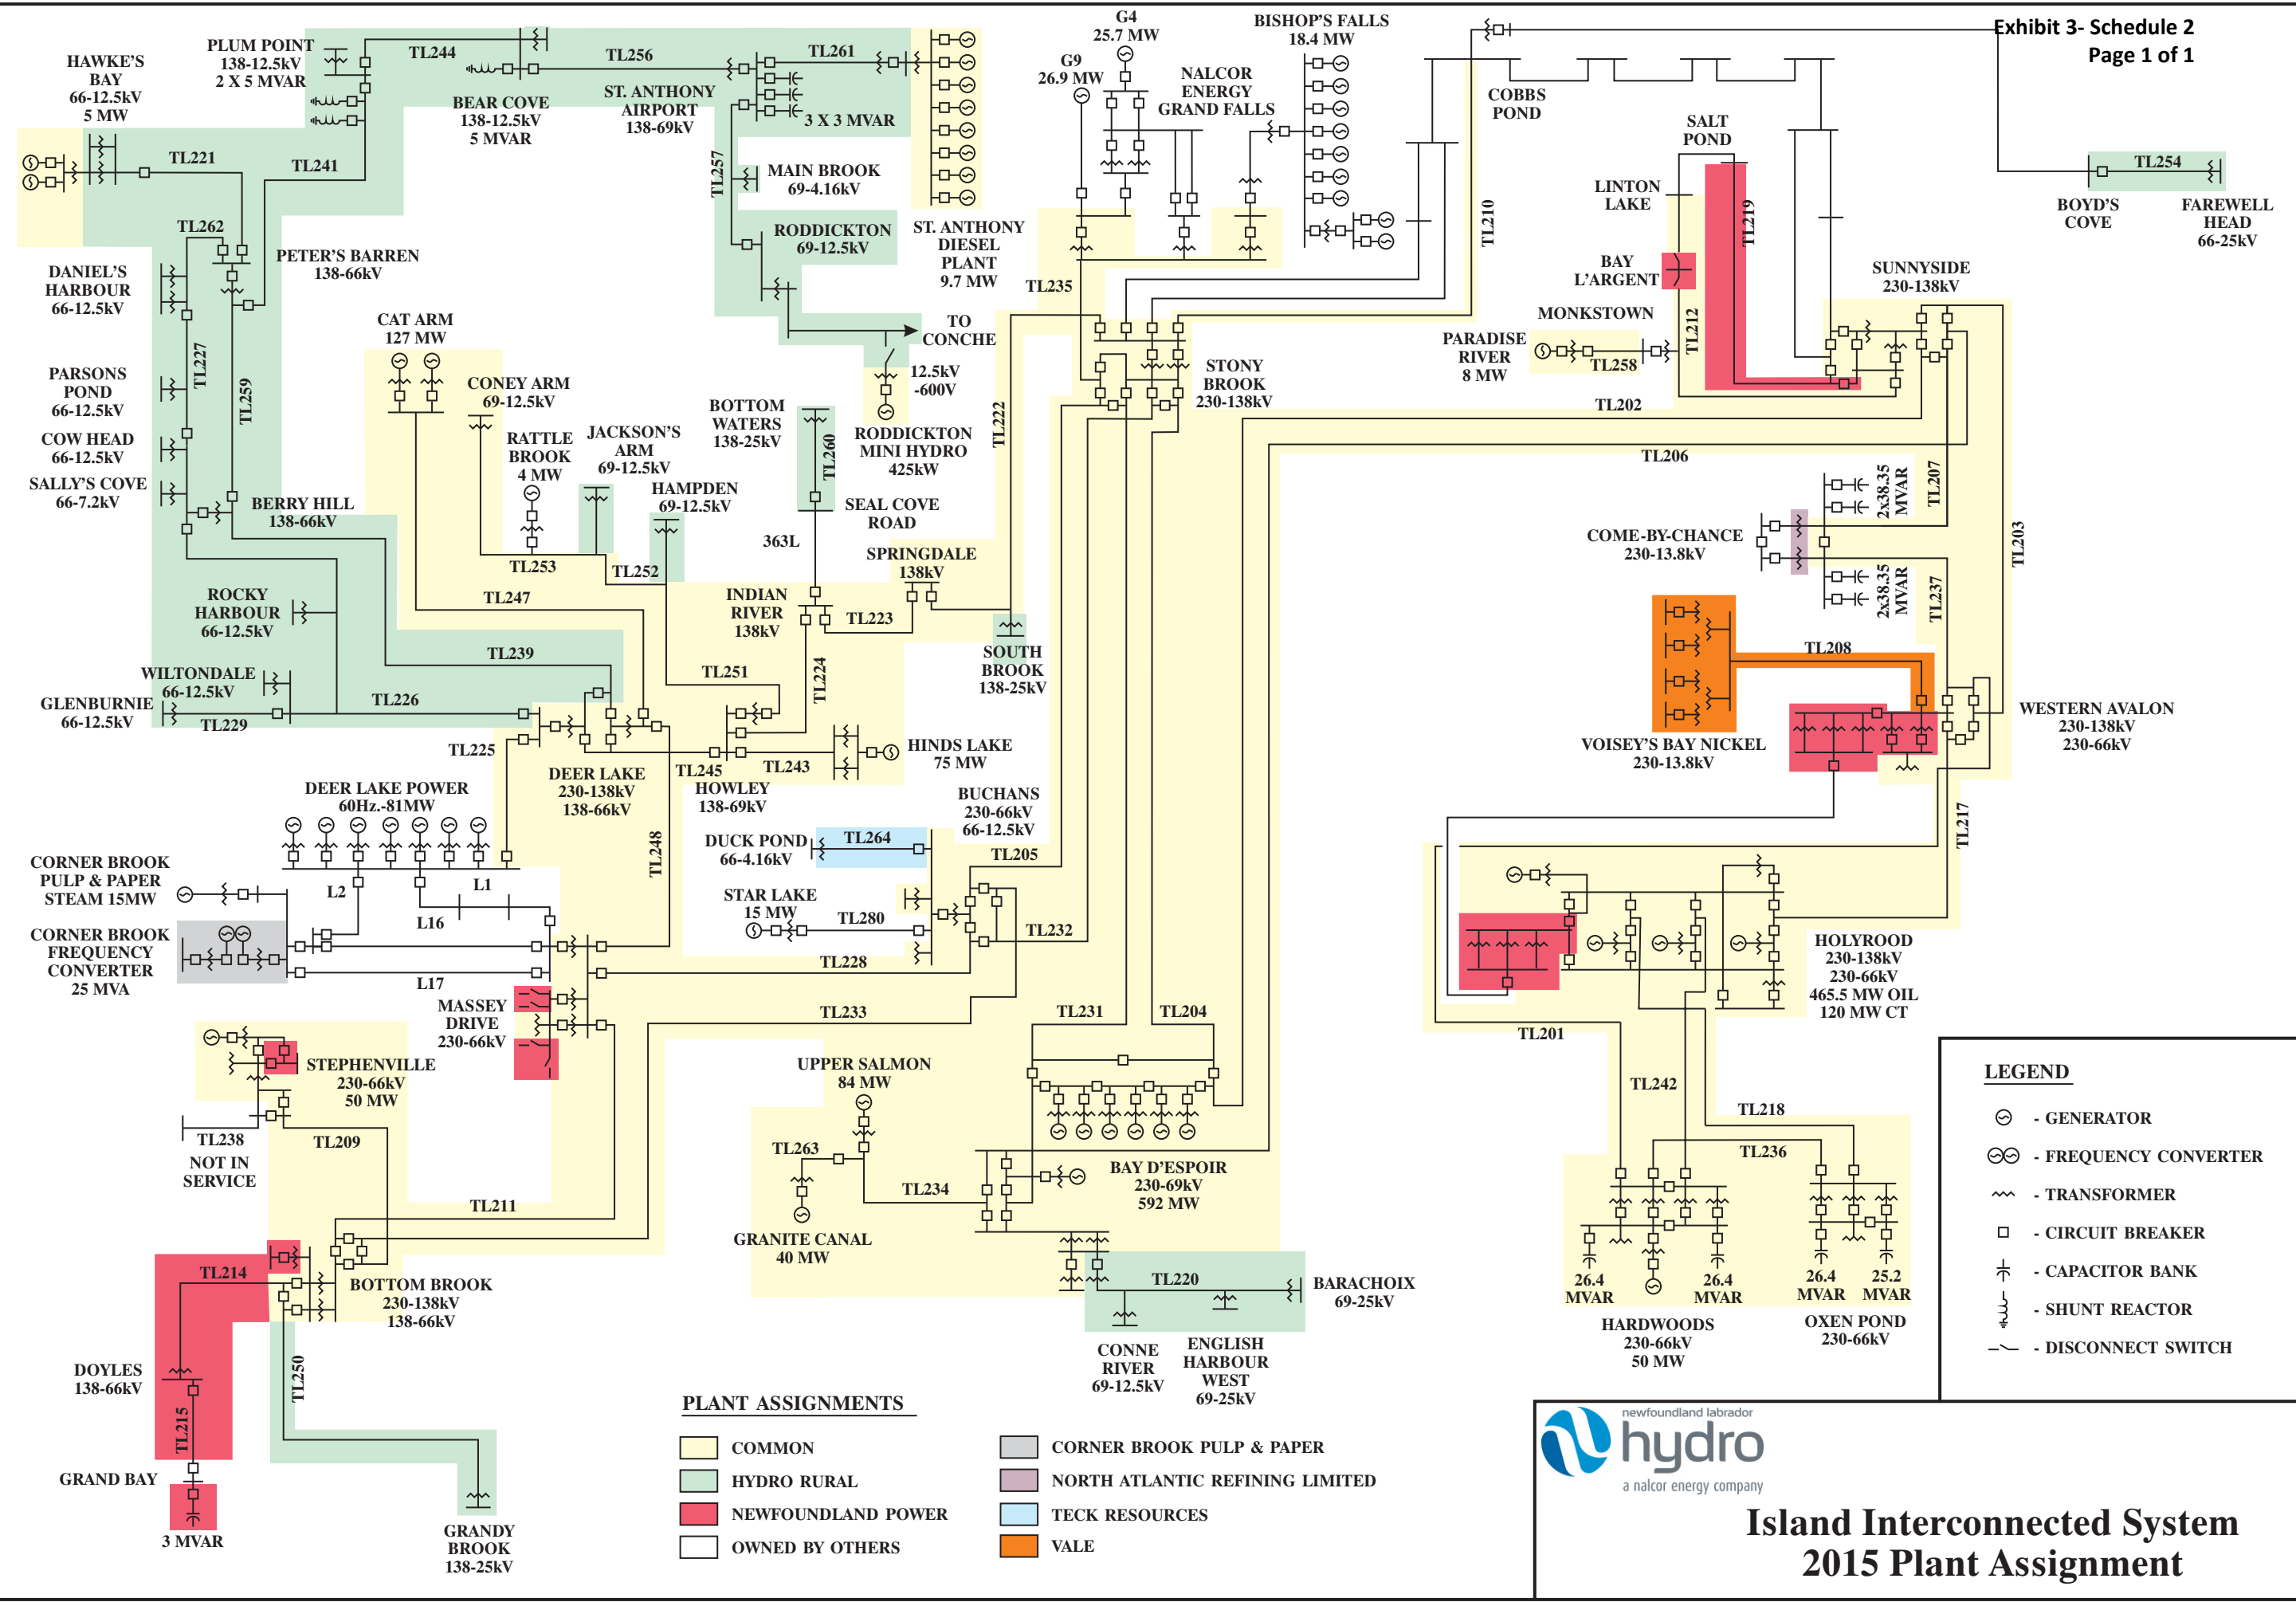 Exhibit 3- Schedule 2
Page 1 of 1
HAWKE'S
BAY
66-12.5kV
5 MW
PLUM POINT
138-12.5kV
2 X 5 MVAR
TL244
BEAR COVE
138-12.5kV
5 MVAR
TL256
ST. ANTHONY
AIRPORT
138-69kV
TL261
3 X 3 MVAR
G9
26.9 MW
G4
25.7 MW
NALCOR
ENERGY
GRAND FALLS
BISHOP'S FALLS
18.4 MW
COBBS
POND
SALT
POND
TL254
BOYD'S
COVE
FAREWELL
HEAD
66-25kV
TL221
TL241
TL257
MAIN BROOK
69-4.16kV
RODDICKTON
69-12.5kV
ST. ANTHONY
DIESEL
PLANT
9.7 MW
TL262
PETER'S BARREN
138-66kV
DANIEL'S
HARBOUR
66-12.5kV
TL227
TL259
PARSONS
POND
66-12.5kV
COW HEAD
66-12.5kV
SALLY'S COVE
66-7.2kV
BERRY HILL
138-66kV
CAT ARM
127 MW
CONEY ARM
69-12.5kV
RATTLE
BROOK
4 MW
JACKSON'S
ARM
69-12.5kV
HAMPDEN
69-12.5kV
BOTTOM
WATERS
138-25kV
TL260
TO
CONCHE
12.5kV
-600V
RODDICKTON
MINI HYDRO
425kW
SEAL COVE
ROAD
363L
SPRINGDALE
138kV
TL222
TL235
STONY
BROOK
230-138kV
TL210
LINTON
LAKE
TL219
BAY
L'ARGENT
TL212
MONKSTOWN
PARADISE
RIVER
8 MW
TL258
SUNNYSIDE
230-138kV
TL202
TL206
TL207
2x38.35
MVAR
COME-BY-CHANCE
230-13.8kV
2x38.35
MVAR
TL237
TL203
TL208
VOISEY'S BAY NICKEL
230-13.8kV
WESTERN AVALON
230-138kV
230-66kV
TL217
TL253
TL252
TL247
TL239
INDIAN
RIVER
138kV
TL223
TL224
TL251
SOUTH
BROOK
138-25kV
ROCKY
HARBOUR
66-12.5kV
WILTONDALE
66-12.5kV
GLENBURNIE
66-12.5kV
TL229
TL226
TL225
DEER LAKE
230-138kV
138-66kV
TL245
HOWLEY
138-69kV
TL243
HINDS LAKE
75 MW
DEER LAKE POWER
60Hz.-81MW
TL248
BUCHANS
230-66kV
66-12.5kV
DUCK POND
66-4.16kV
TL264
TL205
STAR LAKE
15 MW
TL280
TL232
TL228
TL233
CORNER BROOK
PULP & PAPER
STEAM 15MW
L2
L1
L16
CORNER BROOK
FREQUENCY
CONVERTER
25 MVA
L17
MASSEY
DRIVE
230-66kV
TL231
TL204
HOLYROOD
230-138kV
230-66kV
465.5 MW OIL
120 MW CT
TL201
TL242
TL218
TL236
STEPHENVILLE
230-66kV
50 MW
TL238
NOT IN
SERVICE
TL209
TL211
UPPER SALMON
84 MW
TL263
TL234
GRANITE CANAL
40 MW
BAY D'ESPOIR
230-69kV
592 MW
TL220
BARACHOIX
69-25kV
CONNE
RIVER
69-12.5kV
ENGLISH
HARBOUR
WEST
69-25kV
26.4
MVAR
26.4
MVAR
26.4
MVAR
25.2
MVAR
HARDWOODS
230-66kV
50 MW
OXEN POND
230-66kV
TL214
BOTTOM BROOK
230-138kV
138-66kV
DOYLES
138-66kV
TL250
TL215
GRAND BAY
3 MVAR
GRANDY
BROOK
138-25kV
PLANT ASSIGNMENTS
COMMON
HYDRO RURAL
NEWFOUNDLAND POWER
OWNED BY OTHERS
CORNER BROOK PULP & PAPER
NORTH ATLANTIC REFINING LIMITED
TECK RESOURCES
VALE
LEGEND
- GENERATOR
- FREQUENCY CONVERTER
- TRANSFORMER
- CIRCUIT BREAKER
- CAPACITOR BANK
- SHUNT REACTOR
- DISCONNECT SWITCH
newfoundland labrador
hydro
a nalcor energy company
Island Interconnected System
2015 Plant Assignment